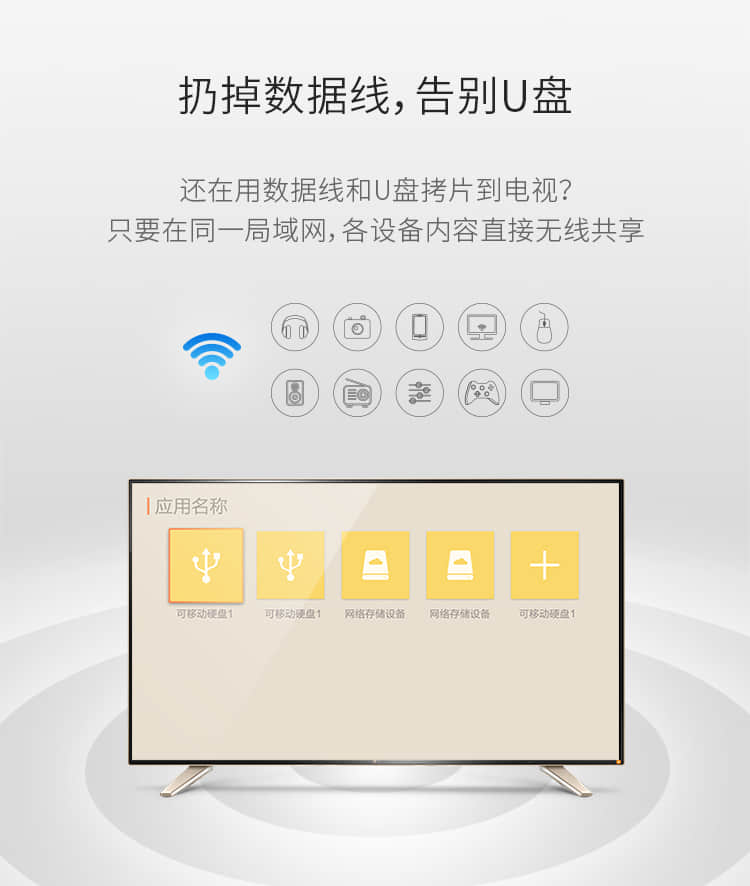 扔掉数据线，告别U盘
还在用数据线和U盘拷片到电视？
只要在同一局域网，各设备内容直接无线共享
应用名称
可移动硬盘1
可移动硬盘1
网络存储设备
网络存储设备
可移动硬盘1